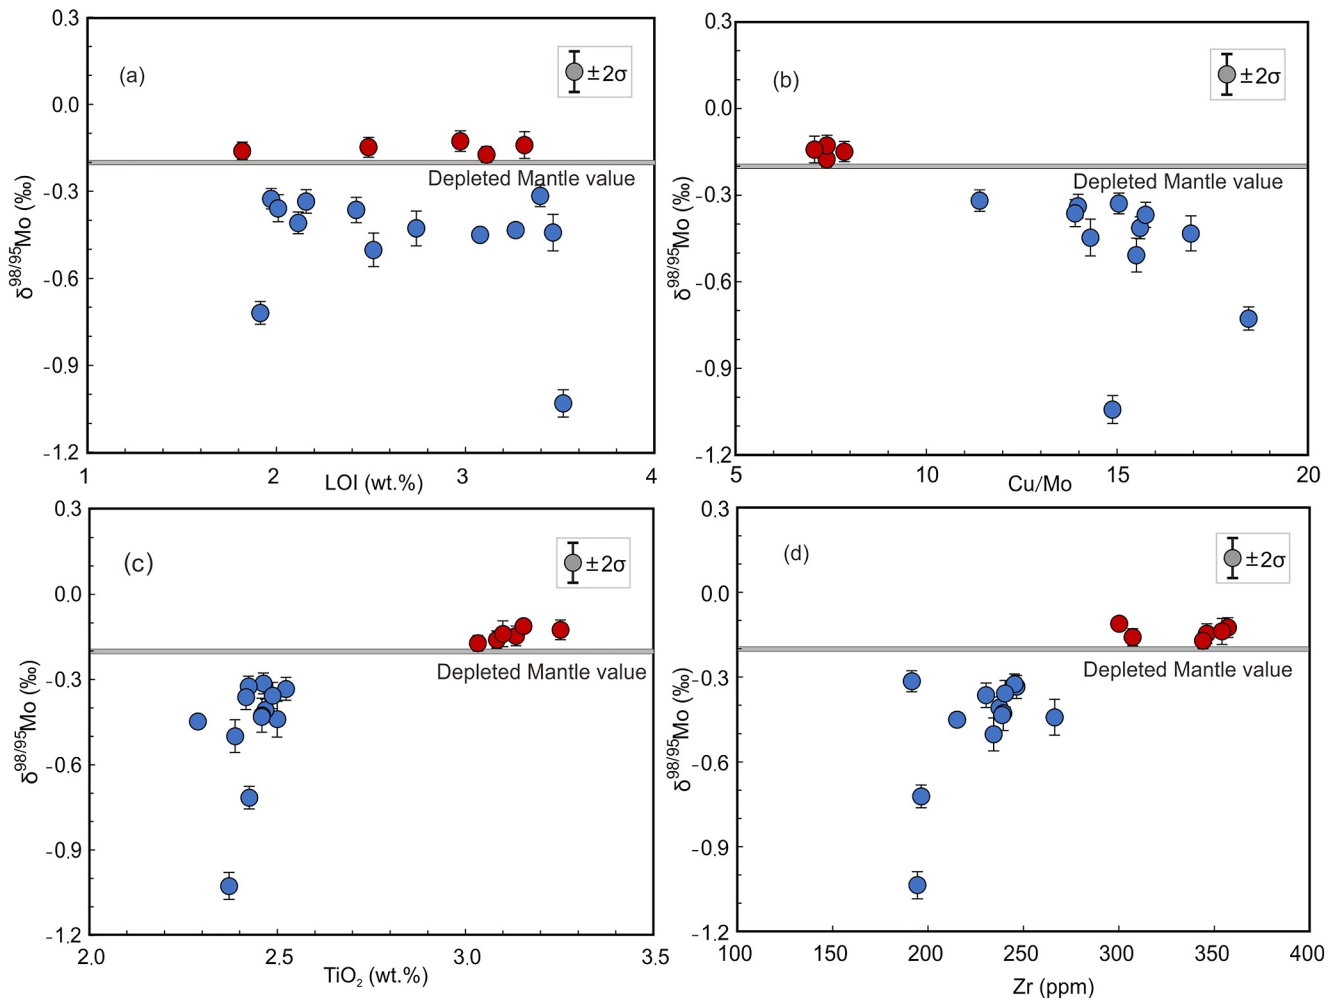 0.3
0.0
-0.3
-0.6
-0.9
-1.2
δ98/95Mo (‰)
(a)
±2σ
Depleted Mantle value
1
2
3
4
LOI (wt.%)
0.3
0.0
-0.3
-0.6
-0.9
-1.2
δ98/95Mo (‰)
(b)
±2σ
Depleted Mantle value
5
10
15
20
Cu/Mo
0.3
0.0
-0.3
-0.6
-0.9
-1.2
δ98/95Mo (‰)
(c)
±2σ
Depleted Mantle value
2.0
2.5
3.0
3.5
TiO2 (wt.%)
0.3
0.0
-0.3
-0.6
-0.9
-1.2
δ98/95Mo (‰)
(d)
±2σ
Depleted Mantle value
100
150
200
250
300
350
400
Zr (ppm)